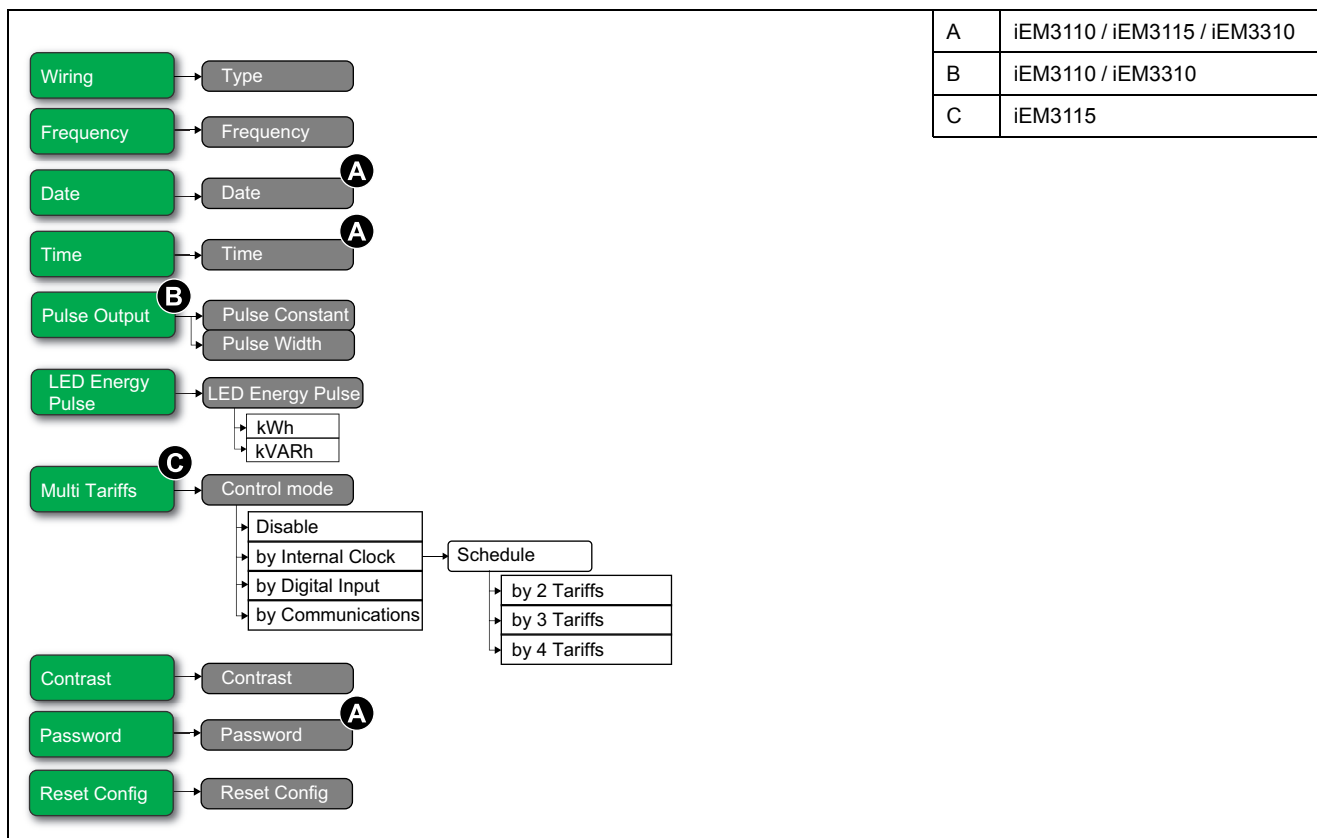 A iEM3110 / iEM3115 / iEM3310
B iEM3110 / iEM3310
C iEM3115
Wiring Type
Frequency Frequency
A
Date Date
A
Time Time
B
Pulse Output Pulse Constant
Pulse Width
LED Energy
Pulse
LED Energy Pulse
kWh
kVARh
C
Multi Tariffs Control mode
Disable
by Internal Clock Schedule
by Digital Input by 2 Tariffs
by Communications by 3 Tariffs
by 4 Tariffs
Contrast Contrast
A
Password Password
Reset Config Reset Config